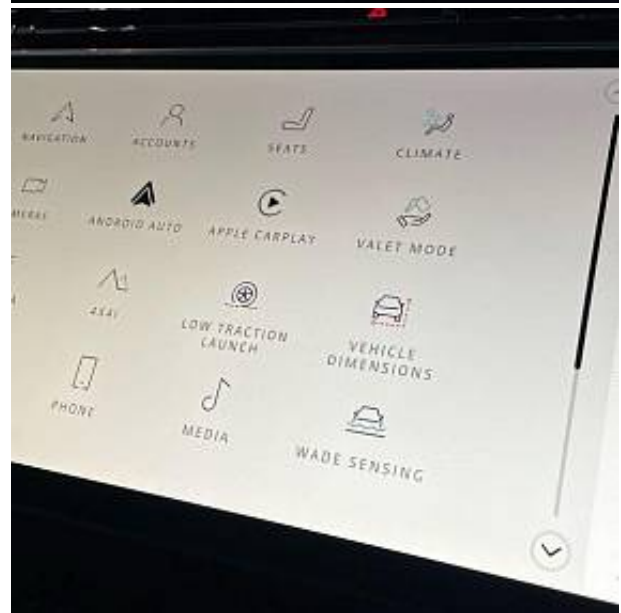 NAVIGATION
ACCOUNTS
SEATS
CLIMATE
ANDROID AUTO
APPLE CARPLAY
VALET MODE
4X4I
LOW TRACTION
LAUNCH
VEHICLE
DIMENSIONS
PHONE
MEDIA
WADE SENSING